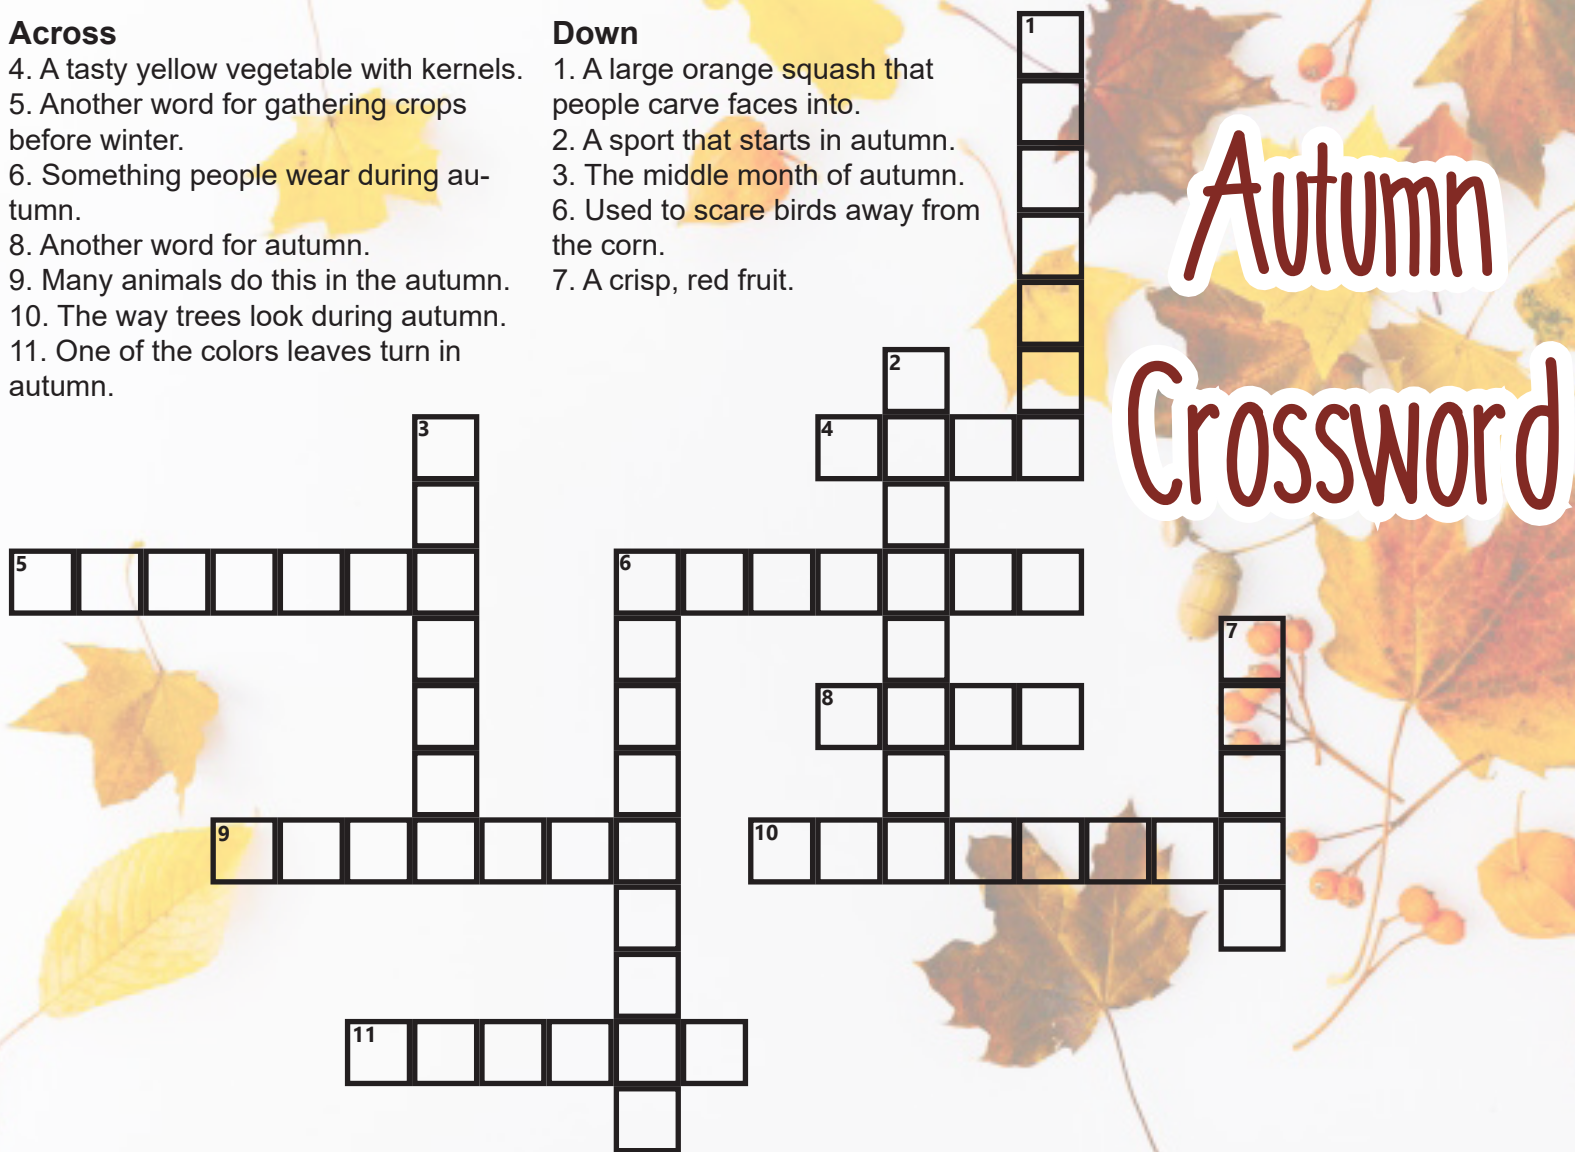 Across
4. A tasty yellow vegetable with kernels.
5. Another word for gathering crops
before winter.
6. Something people wear during au-
tumn.
8. Another word for autumn.
9. Many animals do this in the autumn.
10. The way trees look during autumn.
11. One of the colors leaves turn in
autumn.
Down
1. A large orange squash that
people carve faces into.
2. A sport that starts in autumn.
3. The middle month of autumn.
6. Used to scare birds away from
the corn.
7. A crisp, red fruit.
Autumn
Crossword
1
2
3
4
5
6
7
8
9
10
11